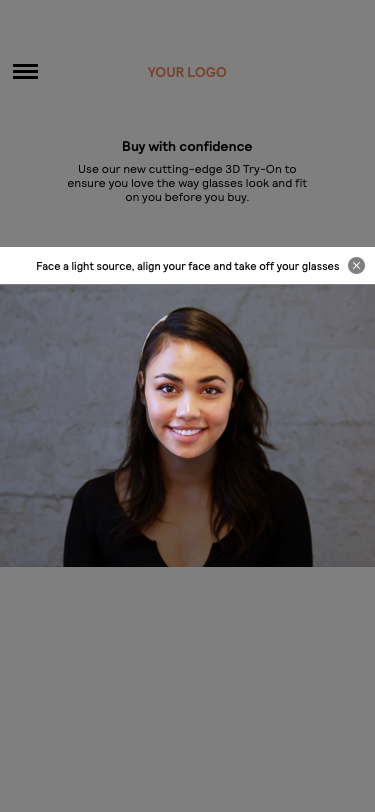 YOUR LOGO
Buy with confidence
Use our new cutting-edge 3D Try-On to
ensure you love the way glasses look and fit
on you before you buy.
Face a light source, align your face and take off your glasses